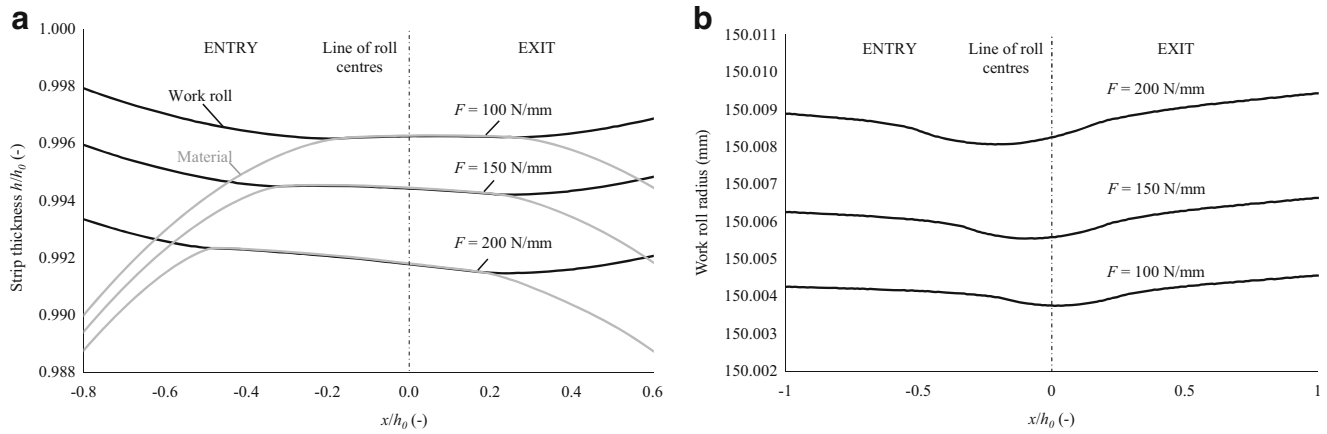 a
Strip thickness h/h0 (-)
1.000
0.998
0.996
0.994
0.992
0.990
0.988
ENTRY
Line of roll
centres
EXIT
Work roll
Material
F = 100 N/mm
F = 150 N/mm
F = 200 N/mm
-0.8
-0.6
-0.4
-0.2
0.0
0.2
0.4
0.6
x/h0 (-)
b
Work roll radius (mm)
150.011
150.010
150.009
150.008
150.007
150.006
150.005
150.004
150.003
150.002
ENTRY
Line of roll
centres
EXIT
F = 200 N/mm
F = 150 N/mm
F = 100 N/mm
-1
-0.5
0
0.5
1
x/h0 (-)